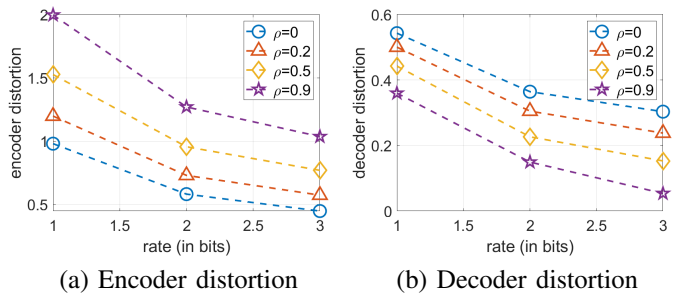 2
1.5
1
0.5
encoder distortion
ρ=0
ρ=0.2
ρ=0.5
ρ=0.9
1 1.5 2 2.5 3
rate (in bits)
(a) Encoder distortion
0.6
0.4
0.2
0
decoder distortion
ρ=0
ρ=0.2
ρ=0.5
ρ=0.9
1 1.5 2 2.5 3
rate (in bits)
(b) Decoder distortion